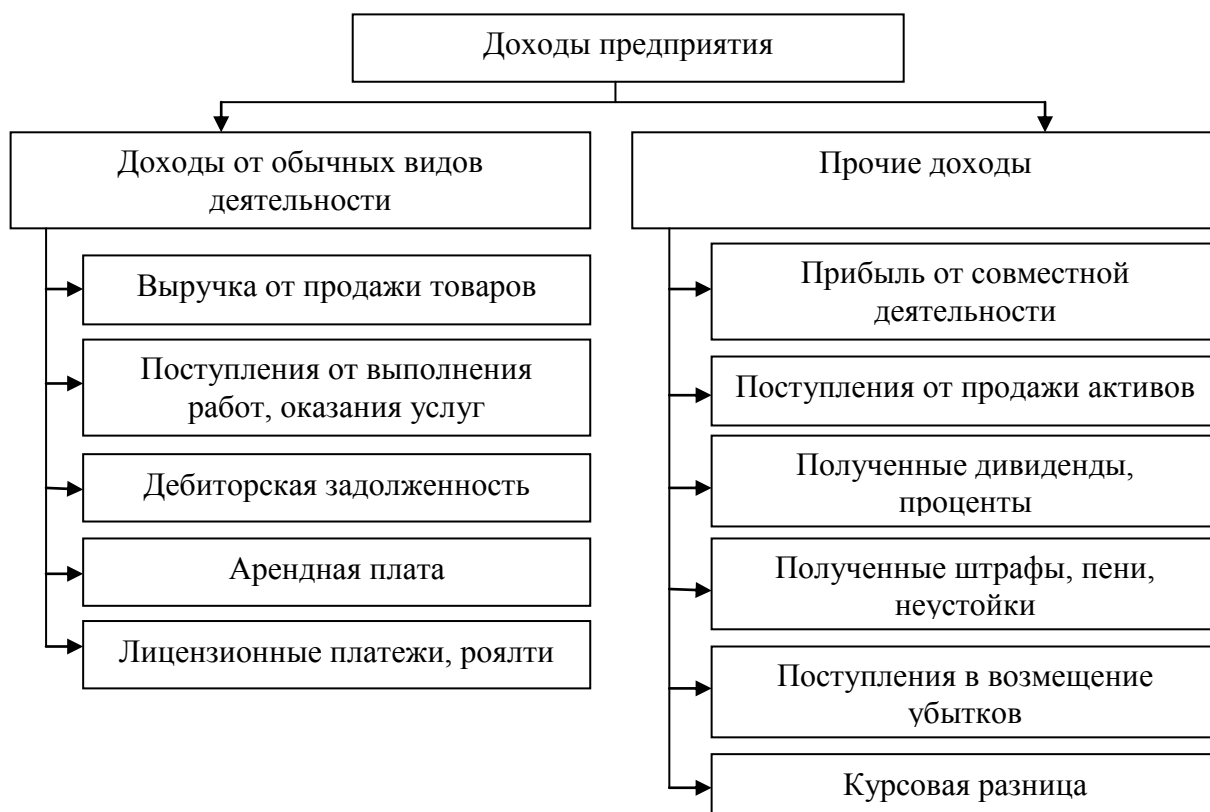 Доходы предприятия
Доходы от обычных видов
деятельности
Выручка от продажи товаров
Поступления от выполнения
работ, оказания услуг
Дебиторская задолженность
Арендная плата
Лицензионные платежи, роялти
Прочие доходы
Прибыль от совместной
деятельности
Поступления от продажи активов
Полученные дивиденды,
проценты
Полученные штрафы, пени,
неустойки
Поступления в возмещение
убытков
Курсовая разница